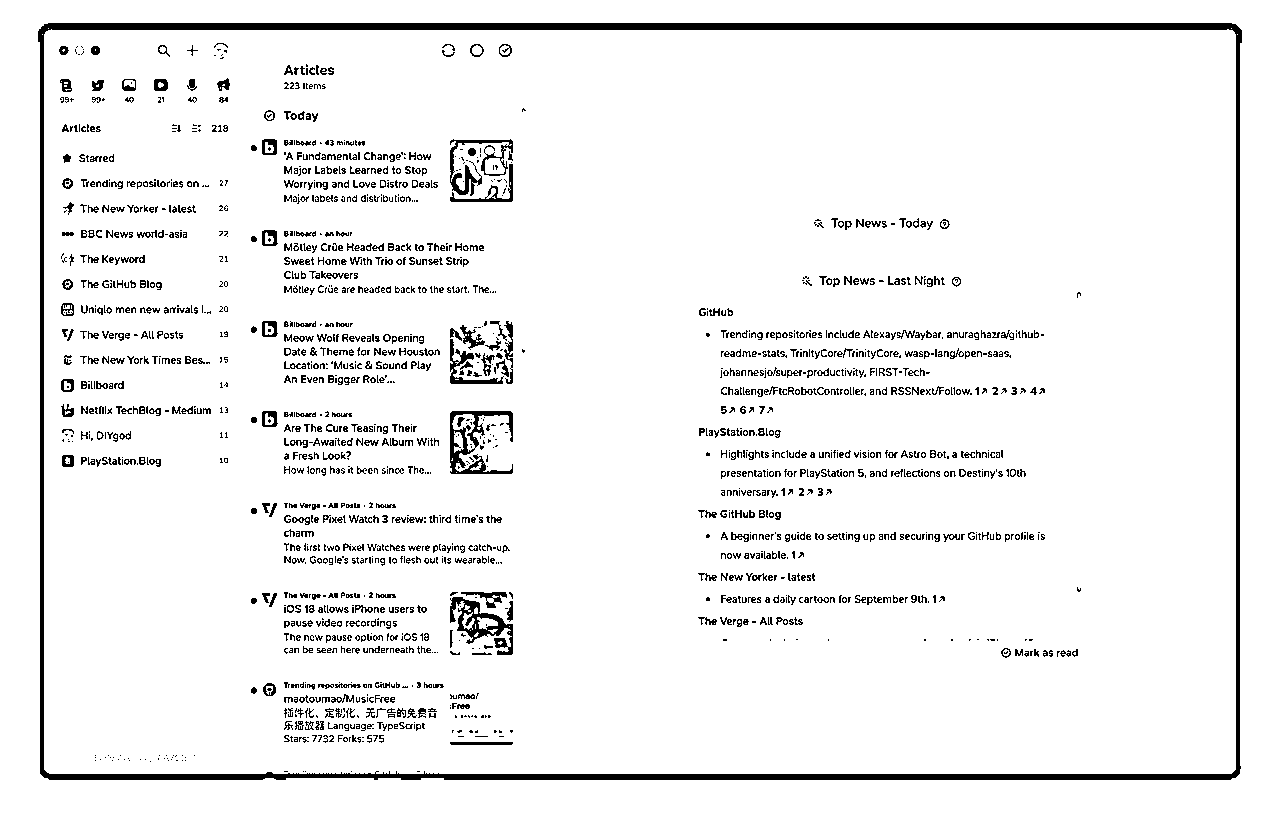 99+ 99+ 40 21 40 84
Articles 218
Starred
Trending repositories on ... 27
The New Yorker - latest 26
BBC News world-asia 22
The Keyword 21
The GitHub Blog 20
Uniqlo men new arrivals l... 20
The Verge - All Posts 19
The New York Times Bes... 15
Billboard 14
Netflix TechBlog - Medium 13
Hi, DIYgod 11
PlayStation.Blog 10
Articles
223 Items
Today
Billboard · 43 minutes
'A Fundamental Change': How
Major Labels Learned to Stop
Worrying and Love Distro Deals
Major labels and distribution...
Billboard · an hour
Mötley Crüe Headed Back to Their Home
Sweet Home With Trio of Sunset Strip
Club Takeovers
Mötley Crüe are headed back to the start. The...
Billboard · an hour
Meow Wolf Reveals Opening
Date & Theme for New Houston
Location: 'Music & Sound Play
An Even Bigger Role'...
Billboard · 2 hours
Are The Cure Teasing Their
Long-Awaited New Album With
a Fresh Look?
How long has it been since The...
The Verge - All Posts · 2 hours
Google Pixel Watch 3 review: third time's the
charm
The first two Pixel Watches were playing catch-up.
Now, Google's starting to flesh out its wearable...
The Verge - All Posts · 2 hours
iOS 18 allows iPhone users to
pause video recordings
The new pause option for iOS 18
can be seen here underneath the...
Trending repositories on GitHub ... · 3 hours
maotoumao/MusicFree
插件化、定制化、无广告的免费音
乐播放器 Language: TypeScript
Stars: 7732 Forks: 575
oumao/
:Free
Top News - Today
Top News - Last Night
GitHub
• Trending repositories include Alexays/Waybar, anuraghazra/github-
readme-stats, TrinityCore/TrinityCore, wasp-lang/open-saas,
johannesjo/super-productivity, FIRST-Tech-
Challenge/FtcRobotController, and RSSNext/Follow. 1↗ 2↗ 3↗ 4↗
5↗ 6↗ 7↗
PlayStation.Blog
• Highlights include a unified vision for Astro Bot, a technical
presentation for PlayStation 5, and reflections on Destiny's 10th
anniversary. 1↗ 2↗ 3↗
The GitHub Blog
• A beginner's guide to setting up and securing your GitHub profile is
now available. 1↗
The New Yorker - latest
• Features a daily cartoon for September 9th. 1↗
The Verge - All Posts
Mark as read